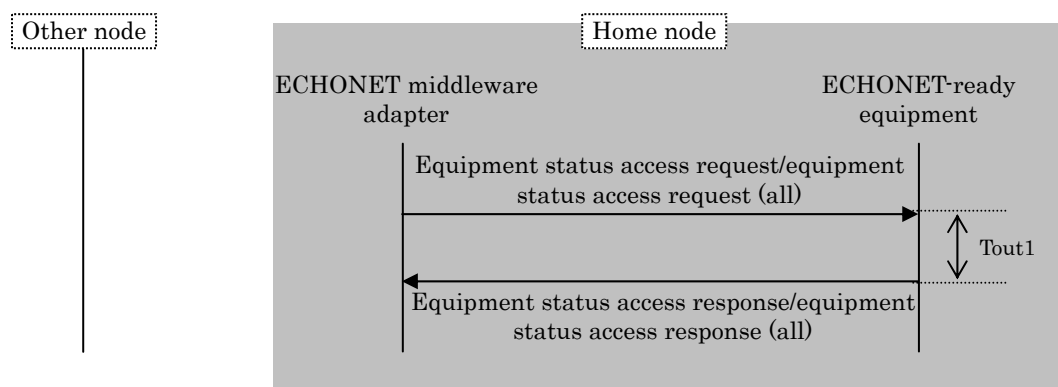 Other node
Home node
ECHONET middleware
adapter
ECHONET-ready
equipment
Equipment status access request/equipment
status access request (all)
Tout1
Equipment status access response/equipment
status access response (all)